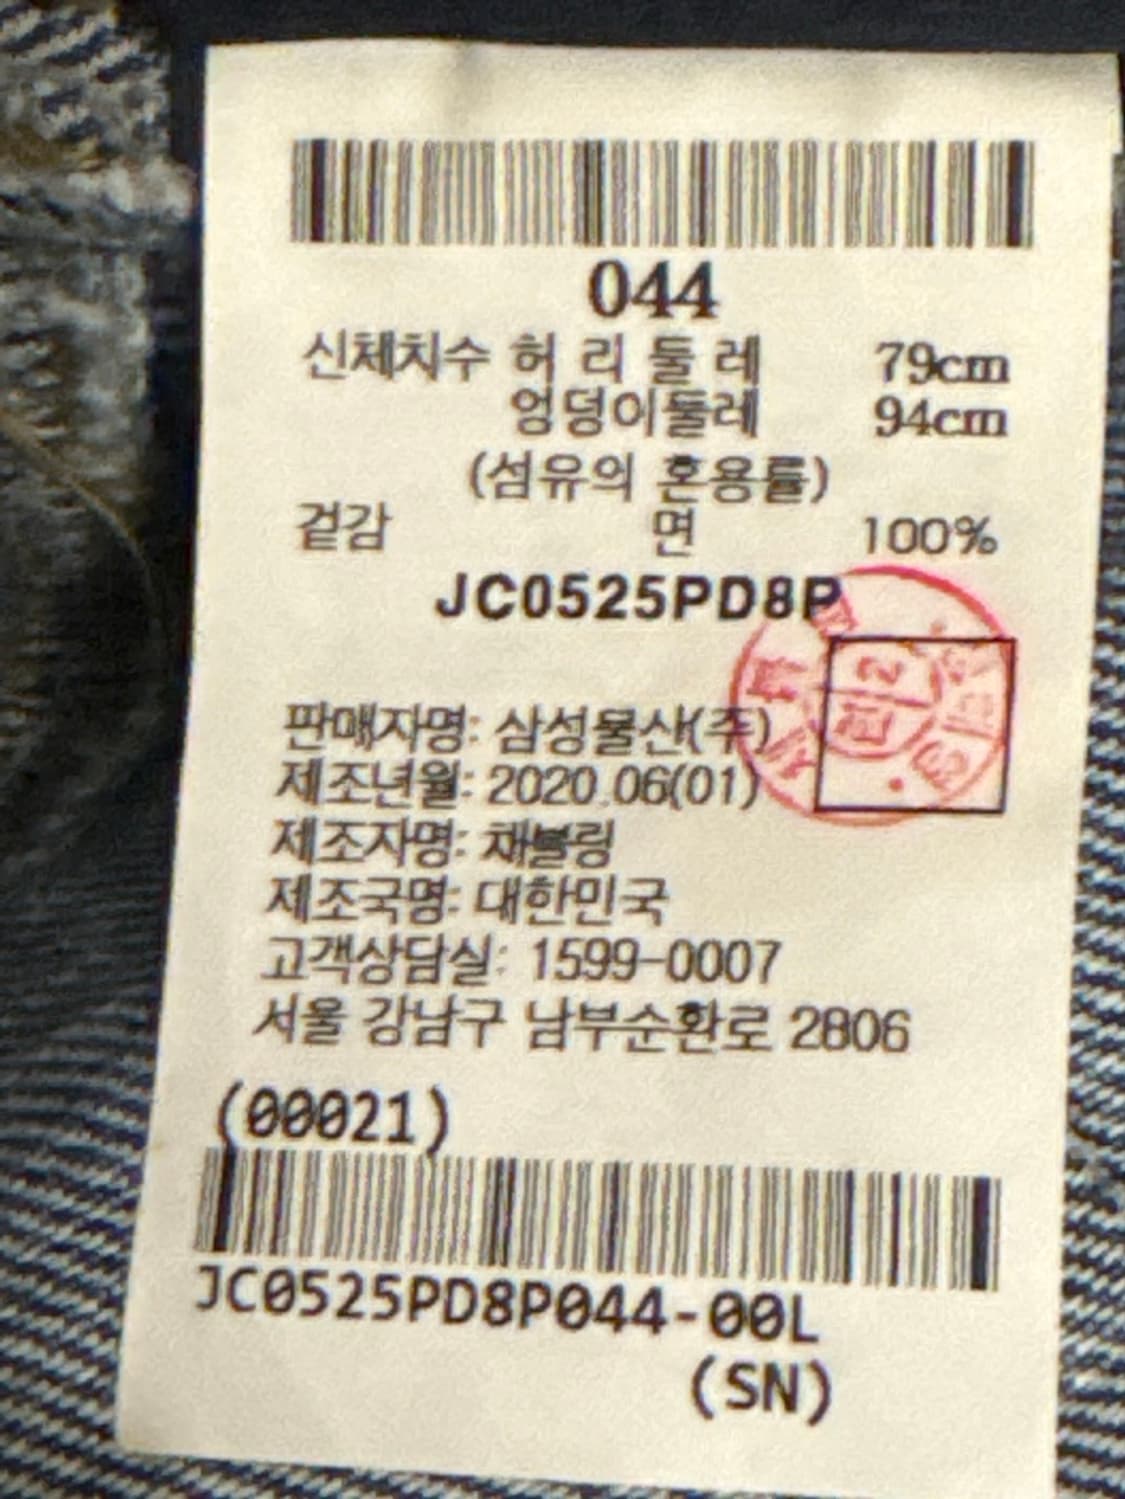 044
신체치수 허 리 둘 레 79cm
엉덩이둘레 94cm
(섬유의 혼용률)
겉감 면 100%
JC0525PD8P
판매자명: 삼성물산(주)
제조년월: 2020.06(01)
제조자명: 채블링
제조국명: 대한민국
고객상담실: 1599-0007
서울 강남구 남부순환로 2806
(00021)
JC0525PD8P044-00L
(SN)